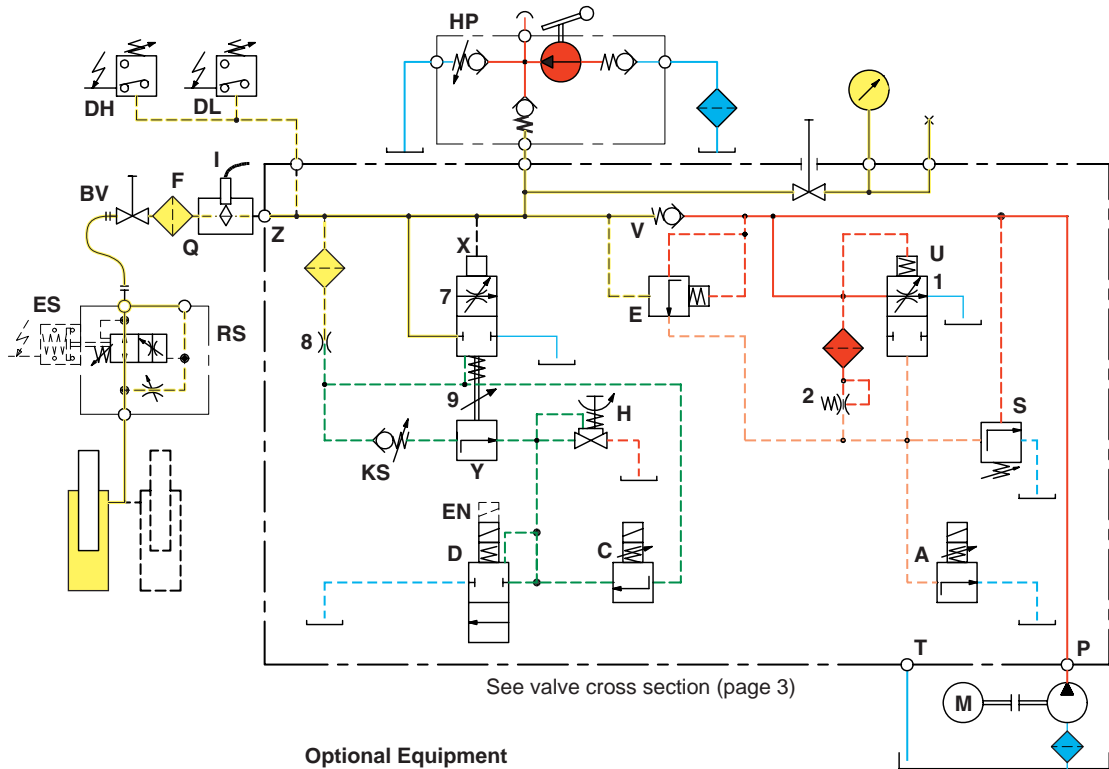 HP
DH
DL
I
F
BV
Q
Z
V
X
U
7
1
E
ES
RS
8
2
9
H
S
KS
Y
EN
D
C
A
T
P
See valve cross section (page 3)
M
Optional Equipment